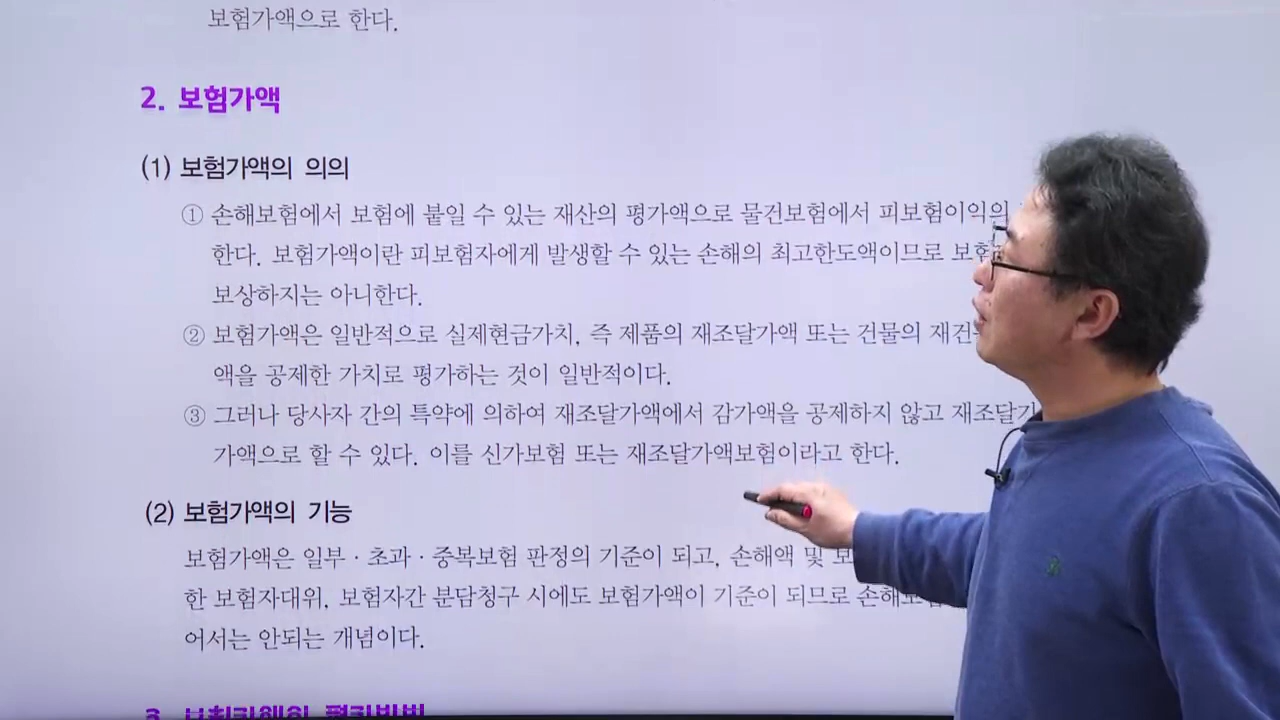 보험가액으로 한다.
2. 보험가액
(1) 보험가액의 의의
① 손해보험에서 보험에 붙일 수 있는 재산의 평가액으로 물건보험에서 피보험이익의
한다. 보험가액이란 피보험자에게 발생할 수 있는 손해의 최고한도액이므로
보상하지는 아니한다.
② 보험가액은 일반적으로 실제현금가치, 즉 제품의 재조달가액 또는 건물의
액을 공제한 가치로 평가하는 것이 일반적이다.
③ 그러나 당사자 간의 특약에 의하여 재조달가액에서 감가액을 공제하지 않고
가액으로 할 수 있다. 이를 신가보험 또는 재조달가액보험이라고 한다.
(2) 보험가액의 기능
보험가액은 일부 · 초과 · 중복보험 판정의 기준이 되고, 손해액 및
한 보험자대위, 보험자간 분담청구 시에도 보험가액이 기준이 되므로
어서는 안되는 개념이다.
3. 보험가액의 평가방법